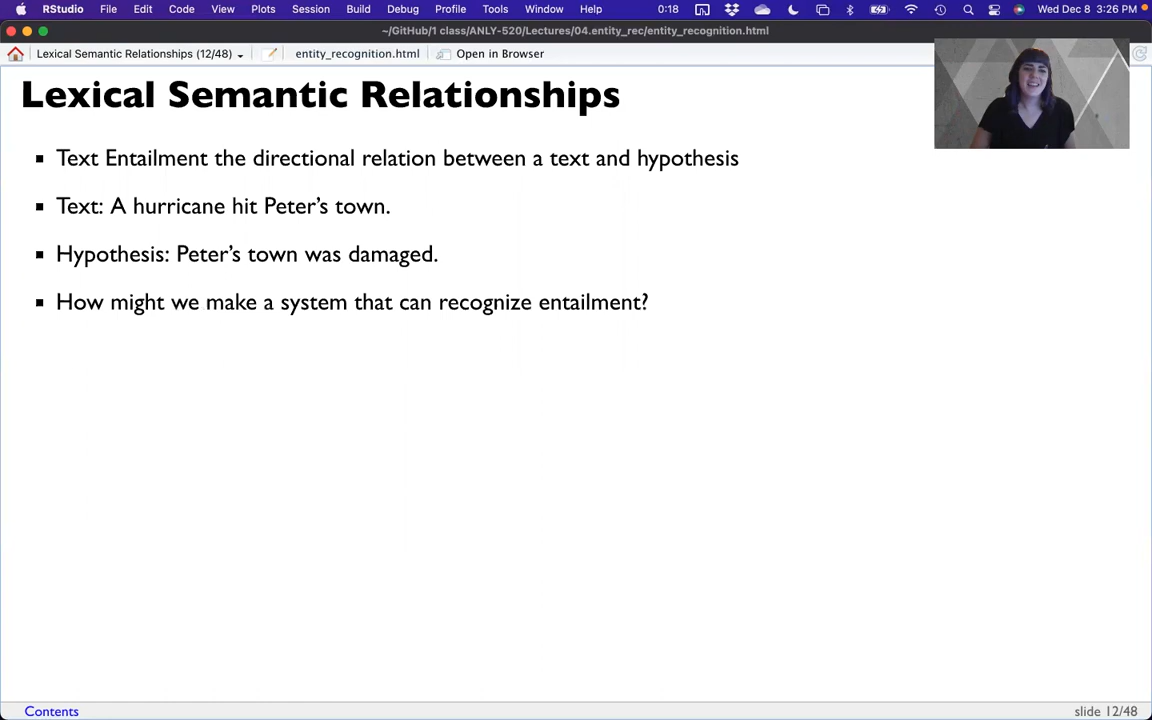 RStudio File Edit Code View Plots Session Build Debug Profile Tools Window Help 0:18 Wed Dec 8 3:26 PM
~/GitHub/1 class/ANLY-520/Lectures/04.entity_rec/entity_recognition.html
Lexical Semantic Relationships (12/48) entity_recognition.html Open in Browser
Lexical Semantic Relationships
▪ Text Entailment the directional relation between a text and hypothesis
▪ Text: A hurricane hit Peter’s town.
▪ Hypothesis: Peter’s town was damaged.
▪ How might we make a system that can recognize entailment?
Contents slide 12/48